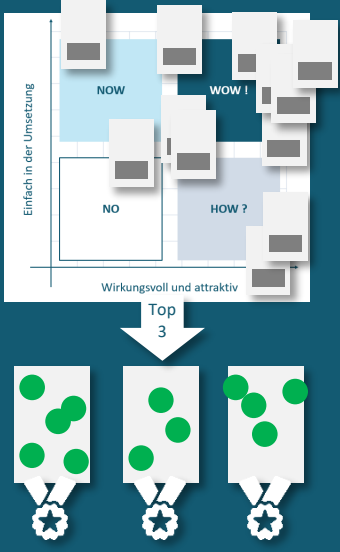 NOW
WOW !
Einfach in der Umsetzung
NO
HOW ?
Wirkungsvoll und attraktiv
Top
3